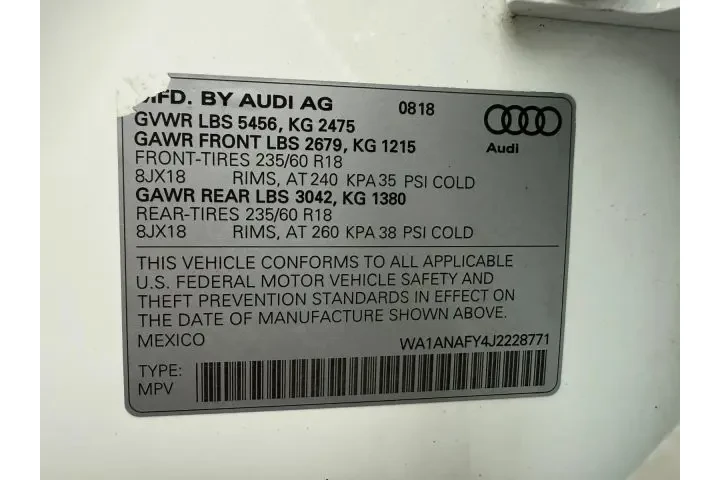 MFD. BY AUDI AG 0818
GVWR LBS 5456, KG 2475
GAWR FRONT LBS 2679, KG 1215
Audi
FRONT-TIRES 235/60 R18
8JX18 RIMS, AT 240 KPA 35 PSI COLD
GAWR REAR LBS 3042, KG 1380
REAR-TIRES 235/60 R18
8JX18 RIMS, AT 260 KPA 38 PSI COLD
THIS VEHICLE CONFORMS TO ALL APPLICABLE
U.S. FEDERAL MOTOR VEHICLE SAFETY AND
THEFT PREVENTION STANDARDS IN EFFECT ON
THE DATE OF MANUFACTURE SHOWN ABOVE.
MEXICO WA1ANAFY4J2228771
TYPE:
MPV